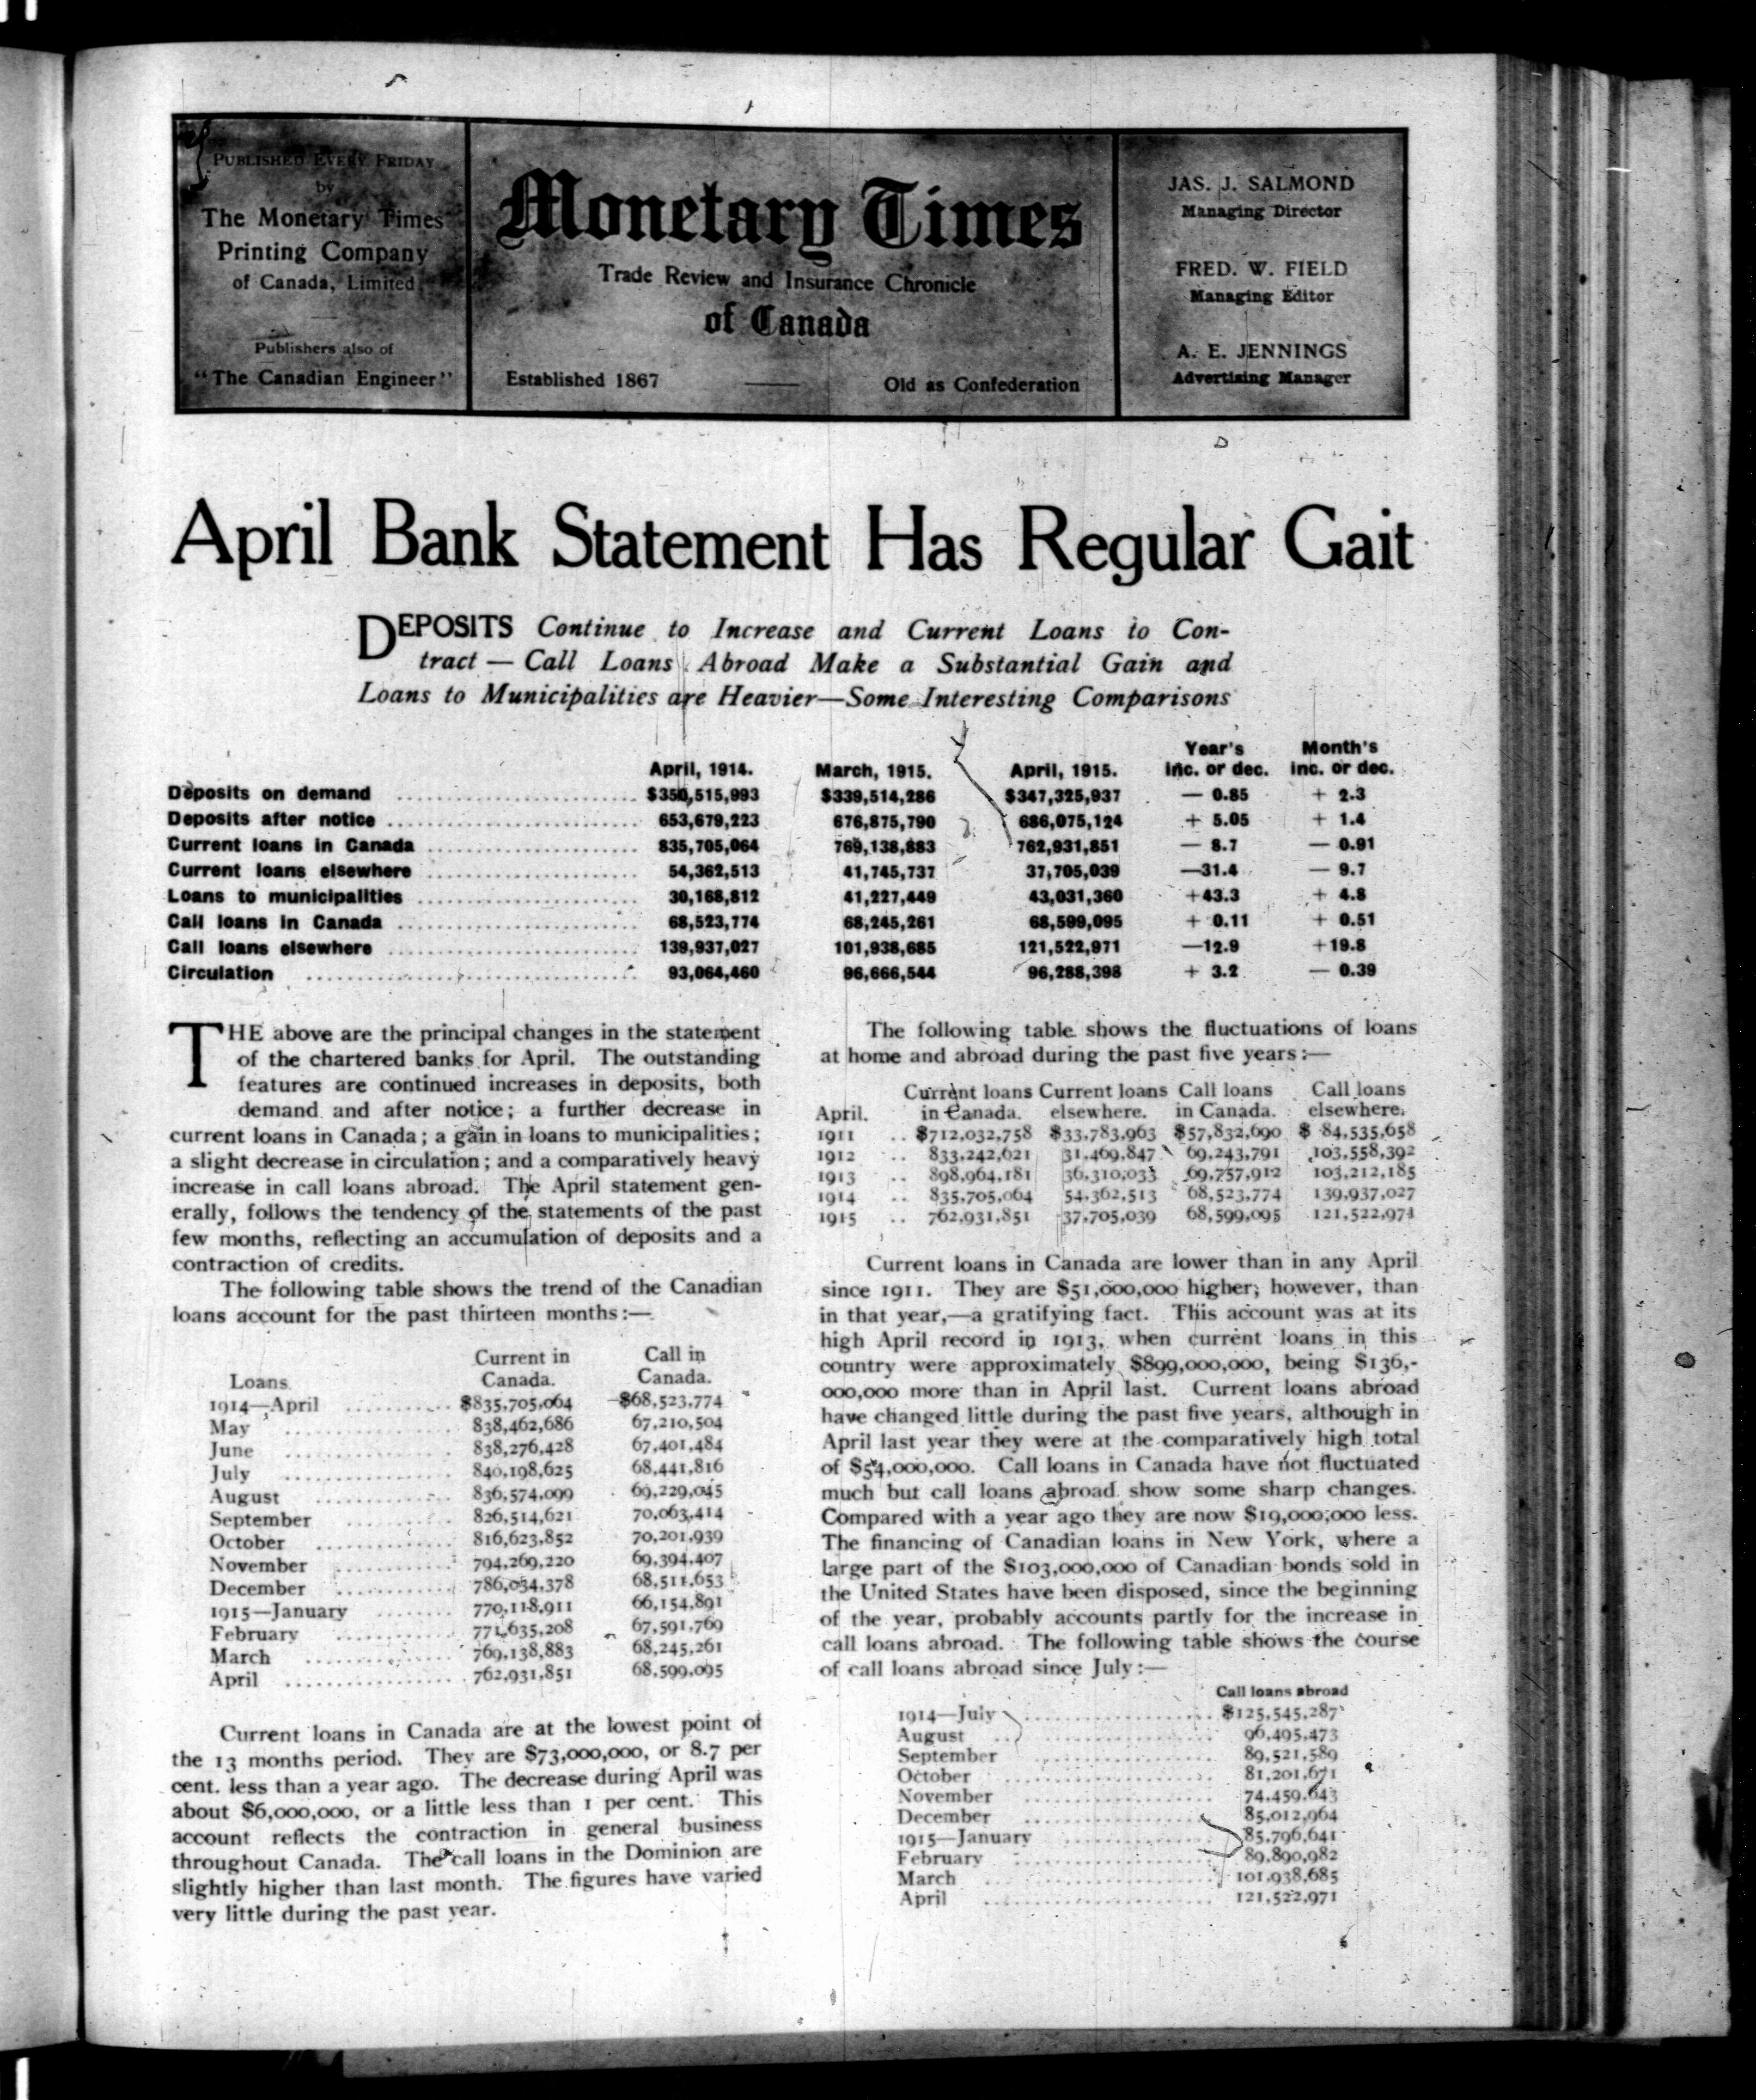 PUBLISHED EVERY FRIDAY
by
The Monetary Times
Printing Company
of Canada, Limited
Publishers also of
"The Canadian Engineer"
Monetary Times
Trade Review and Insurance Chronicle
of Canada
Established 1867 Old as Confederation
JAS. J. SALMOND
Managing Director
FRED. W. FIELD
Managing Editor
A. E. JENNINGS
Advertising Manager
April Bank Statement Has Regular Gait
DEPOSITS Continue to Increase and Current Loans to Con-
tract — Call Loans Abroad Make a Substantial Gain and
Loans to Municipalities are Heavier—Some Interesting Comparisons
Year's Month's
April, 1914. March, 1915. April, 1915. inc. or dec. inc. or dec.
Deposits on demand $350,515,993 $339,514,286 $347,325,937 — 0.85 + 2.3
Deposits after notice 653,679,223 676,875,790 686,075,124 + 5.05 + 1.4
Current loans in Canada 835,705,064 769,138,883 762,931,851 — 8.7 — 0.91
Current loans elsewhere 54,362,513 41,745,737 37,705,039 —31.4 — 9.7
Loans to municipalities 30,168,812 41,227,449 43,031,360 +43.3 + 4.8
Call loans in Canada 68,523,774 68,245,261 68,599,095 + 0.11 + 0.51
Call loans elsewhere 139,937,027 101,938,685 121,522,971 —12.9 +19.8
Circulation 93,064,460 96,666,544 96,288,398 + 3.2 — 0.39
THE above are the principal changes in the statement
of the chartered banks for April. The outstanding
features are continued increases in deposits, both
demand and after notice; a further decrease in
current loans in Canada; a gain in loans to municipalities;
a slight decrease in circulation; and a comparatively heavy
increase in call loans abroad. The April statement gen-
erally, follows the tendency of the statements of the past
few months, reflecting an accumulation of deposits and a
contraction of credits.
The following table shows the trend of the Canadian
loans account for the past thirteen months:—
Current in Call in
Loans. Canada. Canada.
1914—April $835,705,064 $68,523,774
May 838,462,686 67,210,504
June 838,276,428 67,401,484
July 840,198,625 68,441,816
August 836,574,099 69,229,045
September 826,514,621 70,063,414
October 816,623,852 70,201,939
November 794,269,220 69,394,407
December 786,034,378 68,511,653
1915—January 770,118,911 66,154,891
February 771,635,208 67,591,769
March 769,138,883 68,245,261
April 762,931,851 68,599,095
Current loans in Canada are at the lowest point of
the 13 months period. They are $73,000,000, or 8.7 per
cent. less than a year ago. The decrease during April was
about $6,000,000, or a little less than 1 per cent. This
account reflects the contraction in general business
throughout Canada. The call loans in the Dominion are
slightly higher than last month. The figures have varied
very little during the past year.
The following table shows the fluctuations of loans
at home and abroad during the past five years:—
Current loans Current loans Call loans Call loans
April. in Canada. elsewhere. in Canada. elsewhere.
1911 .. $712,032,758 $33,783,963 $57,832,690 $ 84,535,658
1912 .. 833,242,621 31,469,847 69,243,791 103,558,392
1913 .. 898,964,181 36,310,033 69,757,912 103,212,185
1914 .. 835,705,064 54,362,513 68,523,774 139,937,027
1915 .. 762,931,851 37,705,039 68,599,095 121,522,971
Current loans in Canada are lower than in any April
since 1911. They are $51,000,000 higher, however, than
in that year,—a gratifying fact. This account was at its
high April record in 1913, when current loans in this
country were approximately $899,000,000, being $136,-
000,000 more than in April last. Current loans abroad
have changed little during the past five years, although in
April last year they were at the comparatively high total
of $54,000,000. Call loans in Canada have not fluctuated
much but call loans abroad show some sharp changes.
Compared with a year ago they are now $19,000,000 less.
The financing of Canadian loans in New York, where a
large part of the $103,000,000 of Canadian bonds sold in
the United States have been disposed, since the beginning
of the year, probably accounts partly for the increase in
call loans abroad. The following table shows the course
of call loans abroad since July:—
Call loans abroad
1914—July $125,545,287
August 96,495,473
September 89,521,589
October 81,201,671
November 74,459,643
December 85,012,964
1915—January 85,796,641
February 89,890,982
March 101,938,685
April 121,522,971